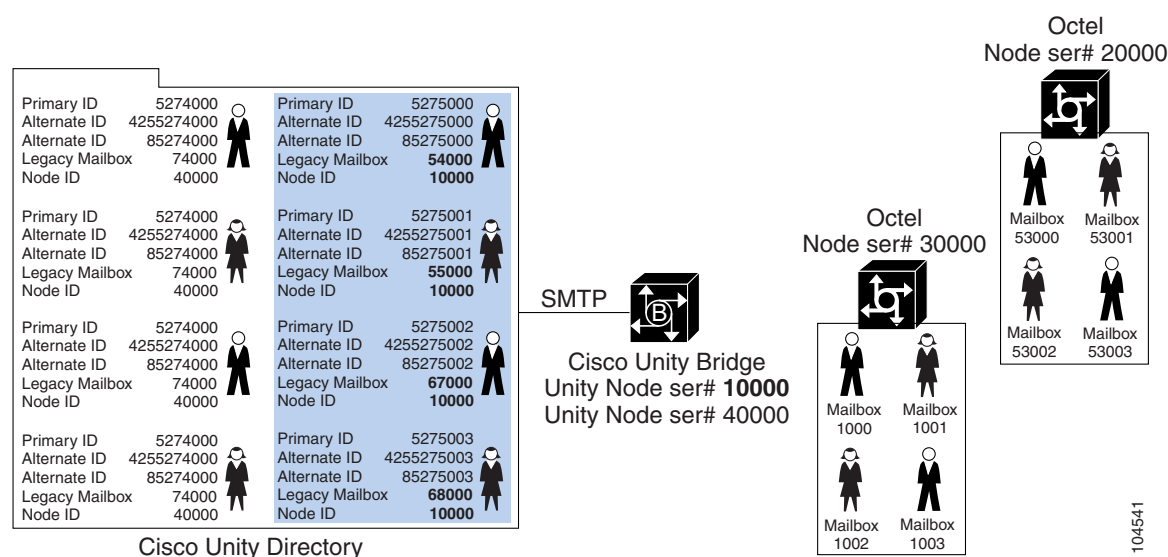 Octel
Node ser# 20000
Primary ID 5274000
Alternate ID 4255274000
Alternate ID 85274000
Legacy Mailbox 74000
Node ID 40000
Primary ID 5275000
Alternate ID 4255275000
Alternate ID 85275000
Legacy Mailbox 54000
Node ID 10000
Primary ID 5274000
Alternate ID 4255274000
Alternate ID 85274000
Legacy Mailbox 74000
Node ID 40000
Primary ID 5275001
Alternate ID 4255275001
Alternate ID 85275001
Legacy Mailbox 55000
Node ID 10000
Primary ID 5274000
Alternate ID 4255274000
Alternate ID 85274000
Legacy Mailbox 74000
Node ID 40000
Primary ID 5275002
Alternate ID 4255275002
Alternate ID 85275002
Legacy Mailbox 67000
Node ID 10000
Primary ID 5274000
Alternate ID 4255274000
Alternate ID 85274000
Legacy Mailbox 74000
Node ID 40000
Primary ID 5275003
Alternate ID 4255275003
Alternate ID 85275003
Legacy Mailbox 68000
Node ID 10000
Cisco Unity Directory
SMTP
B
Cisco Unity Bridge
Unity Node ser# 10000
Unity Node ser# 40000
Octel
Node ser# 30000
Mailbox
1000
Mailbox
1001
Mailbox
1002
Mailbox
1003
Mailbox
53000
Mailbox
53001
Mailbox
53002
Mailbox
53003
104541